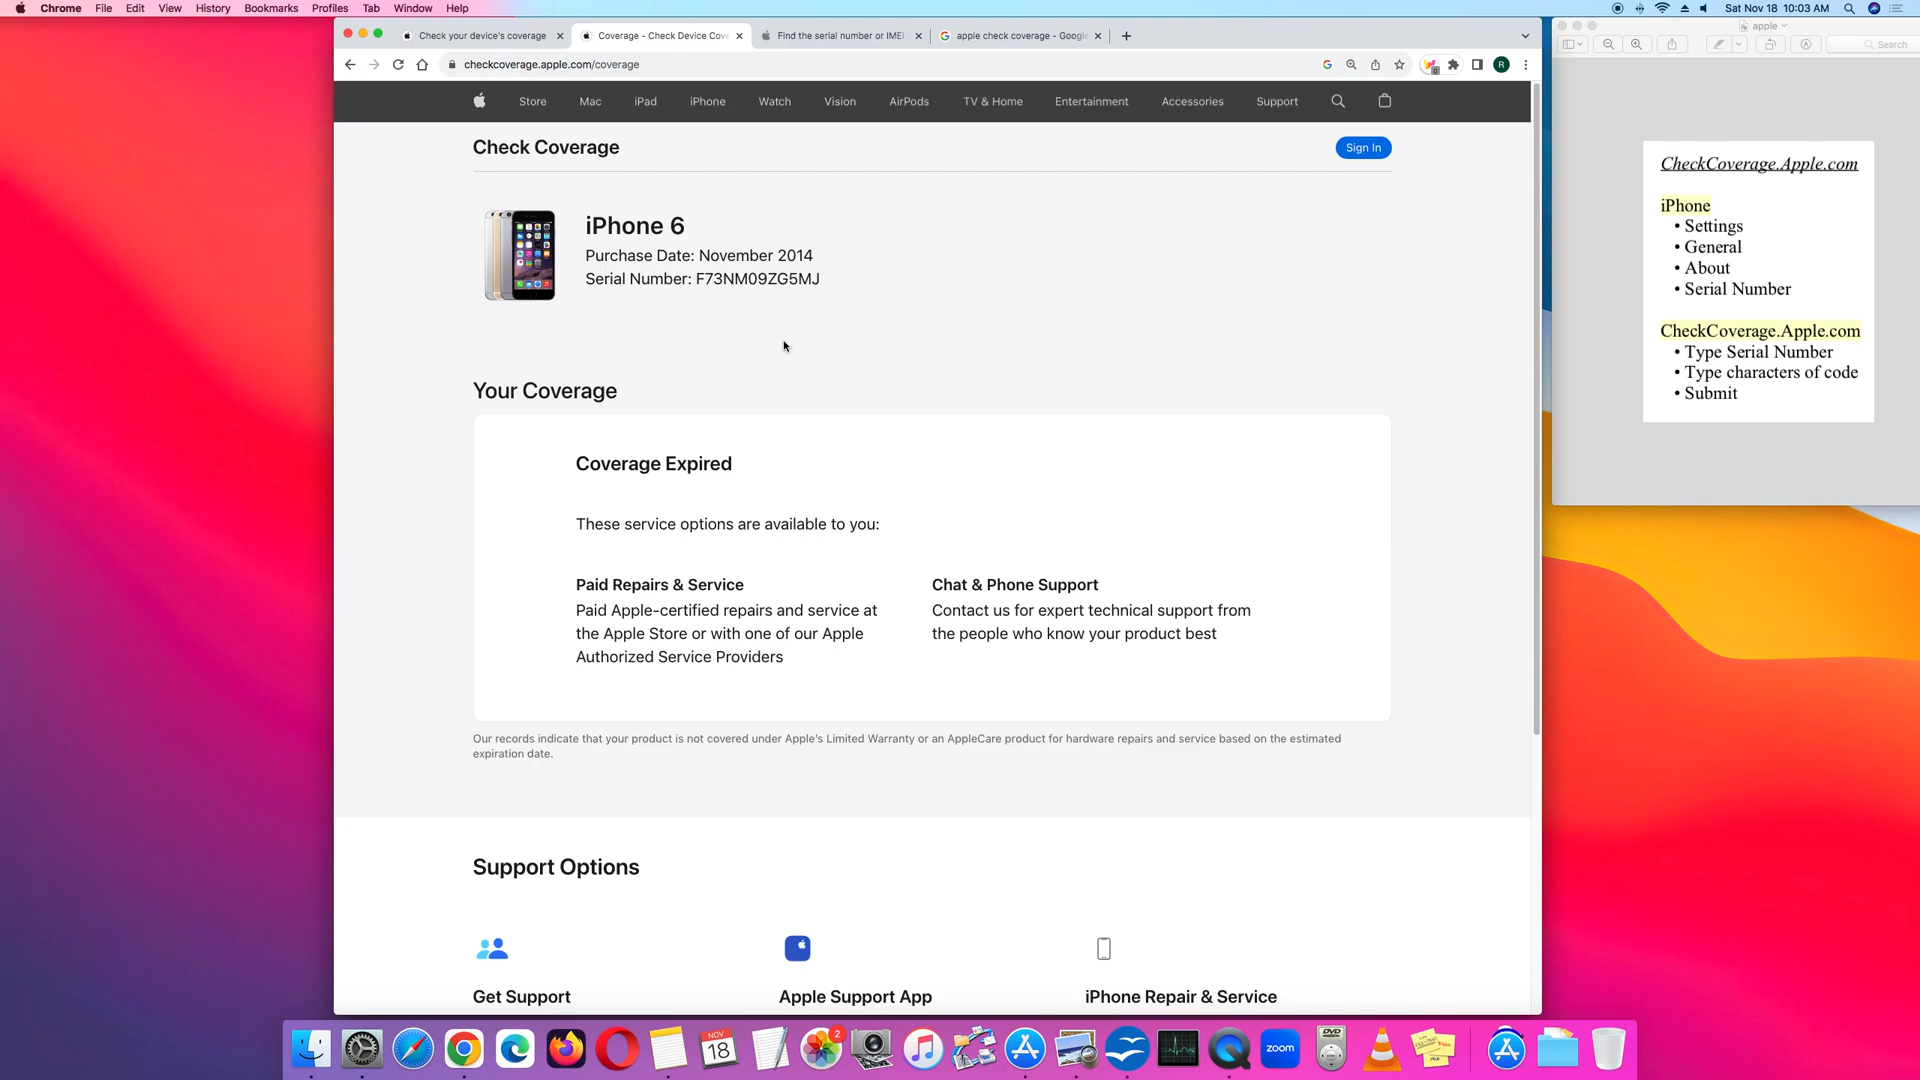 Chrome File Edit View History Bookmarks Profiles Tab Window Help
Sat Nov 18 10:03 AM
Check your device's coverage
Coverage - Check Device Cov
Find the serial number or IMEI
apple check coverage - Google
checkcoverage.apple.com/coverage
R
Store Mac iPad iPhone Watch Vision AirPods TV & Home Entertainment Accessories Support
Check Coverage
Sign In
iPhone 6
Purchase Date: November 2014
Serial Number: F73NM09ZG5MJ
Your Coverage
Coverage Expired
These service options are available to you:
Paid Repairs & Service
Paid Apple-certified repairs and service at
the Apple Store or with one of our Apple
Authorized Service Providers
Chat & Phone Support
Contact us for expert technical support from
the people who know your product best
Our records indicate that your product is not covered under Apple's Limited Warranty or an AppleCare product for hardware repairs and service based on the estimated
expiration date.
Support Options
Get Support
Apple Support App
iPhone Repair & Service
apple
Search
CheckCoverage.Apple.com
iPhone
• Settings
• General
• About
• Serial Number
CheckCoverage.Apple.com
• Type Serial Number
• Type characters of code
• Submit
NOV
18
2
zoom
DVD